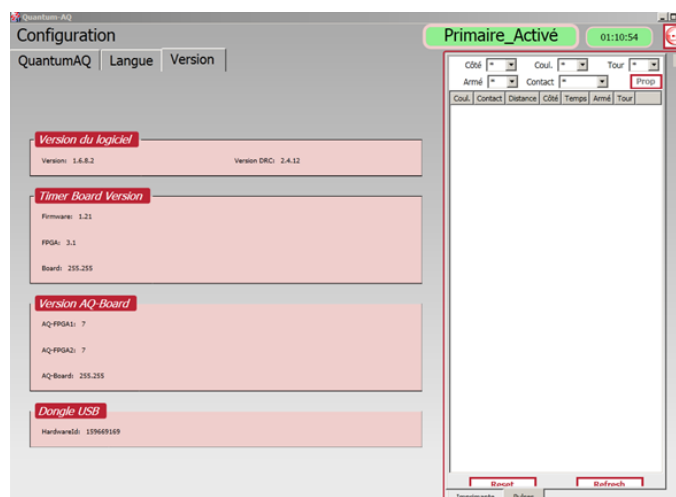 Quantum-AQ
Configuration
Primaire_Activé
01:10:54
QuantumAQ Langue Version
Côté * Coul. * Tour *
Armé * Contact * Prop
Coul. Contact Distance Côté Temps Armé Tour
Version du logiciel
Version: 1.6.8.2 Version DRC: 2.4.12
Timer Board Version
Firmware: 1.21
FPGA: 3.1
Board: 255.255
Version AQ-Board
AQ-FPGA1: 7
AQ-FPGA2: 7
AQ-Board: 255.255
Dongle USB
HardwareId: 159669169
Reset Refresh
Imprimante